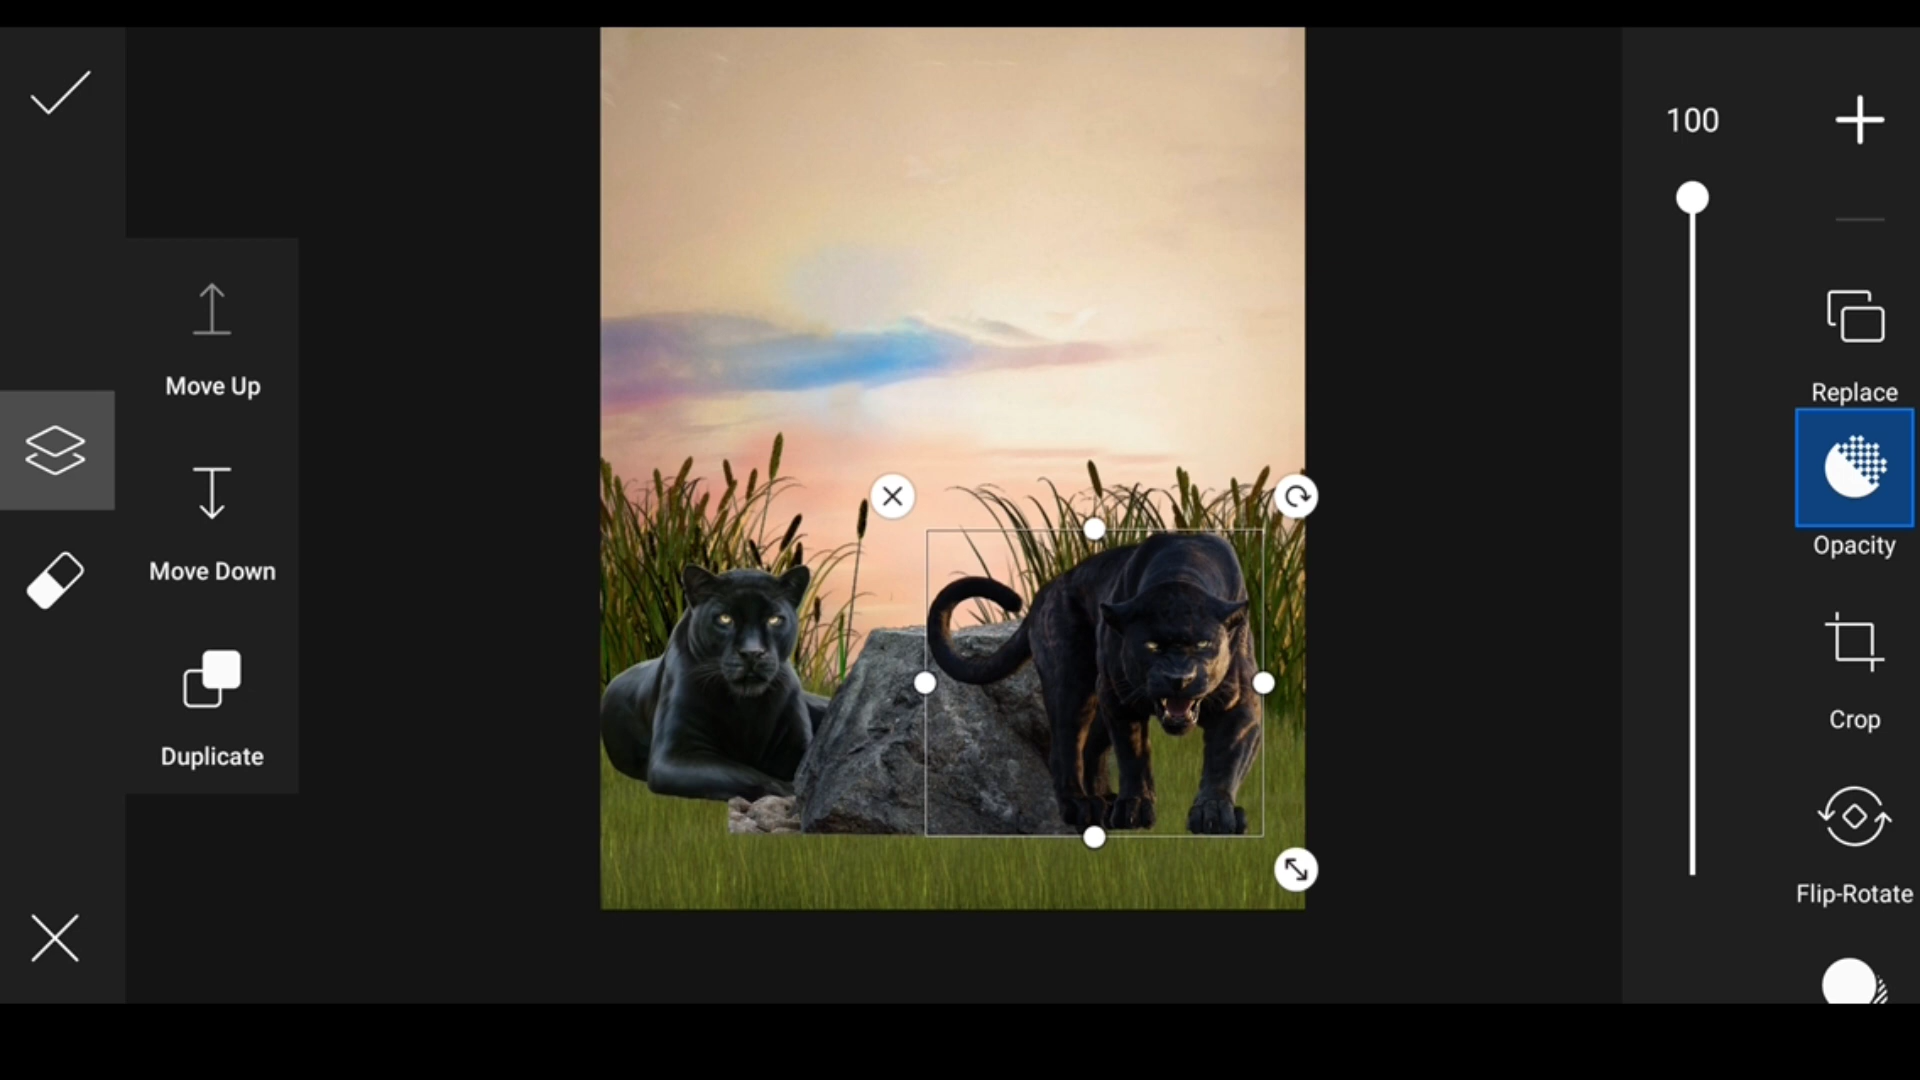 100
Move Up
Replace
Opacity
Move Down
Crop
Duplicate
Flip-Rotate